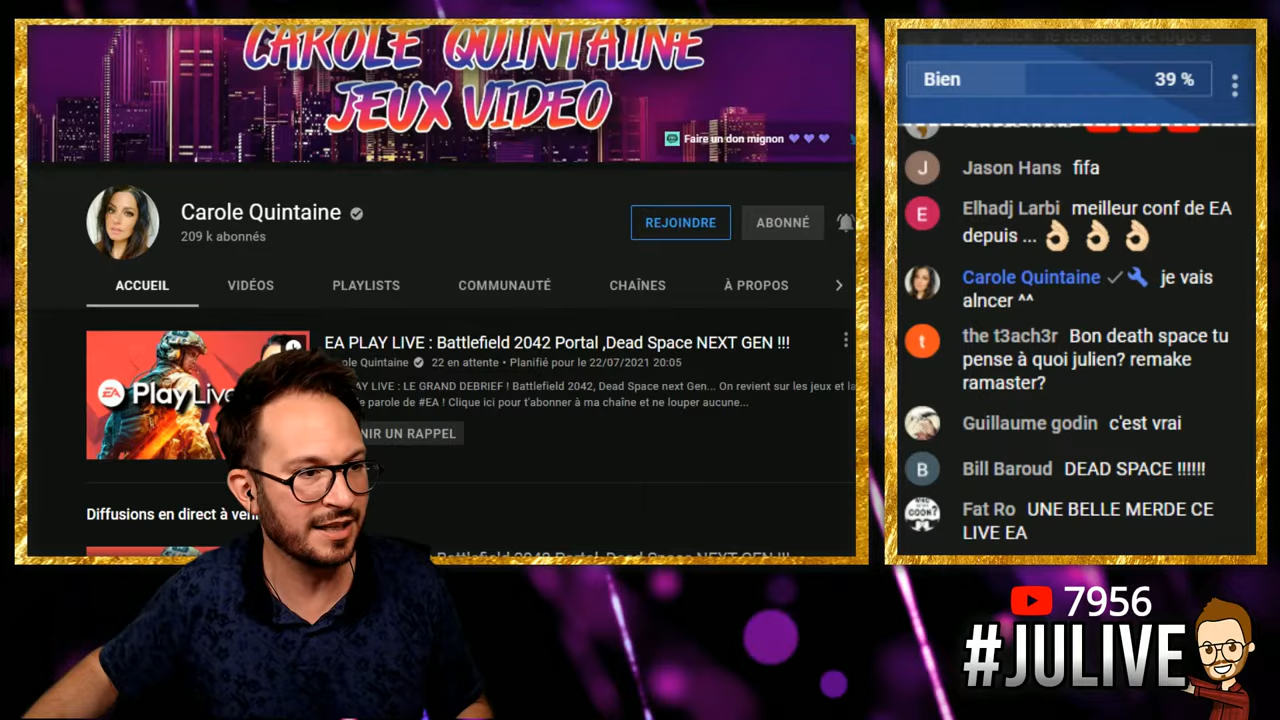 CAROLE QUINTAINE
JEUX VIDEO
Faire un don mignon
Carole Quintaine
209 k abonnés
REJOINDRE
ABONNÉ
ACCUEIL
VIDÉOS
PLAYLISTS
COMMUNAUTÉ
CHAÎNES
À PROPOS
EA PLAY LIVE : Battlefield 2042 Portal ,Dead Space NEXT GEN !!!
Quintaine 22 en attente • Planifié pour le 22/07/2021 20:05
LIVE : LE GRAND DEBRIEF ! Battlefield 2042, Dead Space next Gen... On revient sur les jeux et la
parole de #EA ! Clique ici pour t'abonner à ma chaîne et ne louper aucune...
UN RAPPEL
EA Play Live
Diffusions en direct à
Bien 39 %
Jason Hans fifa
Elhadj Larbi meilleur conf de EA
depuis ... 👌🏻 👌🏻 👌🏻
Carole Quintaine je vais
alncer ^^
the t3ach3r Bon death space tu
pense à quoi julien? remake
ramaster?
Guillaume godin c'est vrai
Bill Baroud DEAD SPACE !!!!!!
Fat Ro UNE BELLE MERDE CE
LIVE EA
7956
#JULIVE